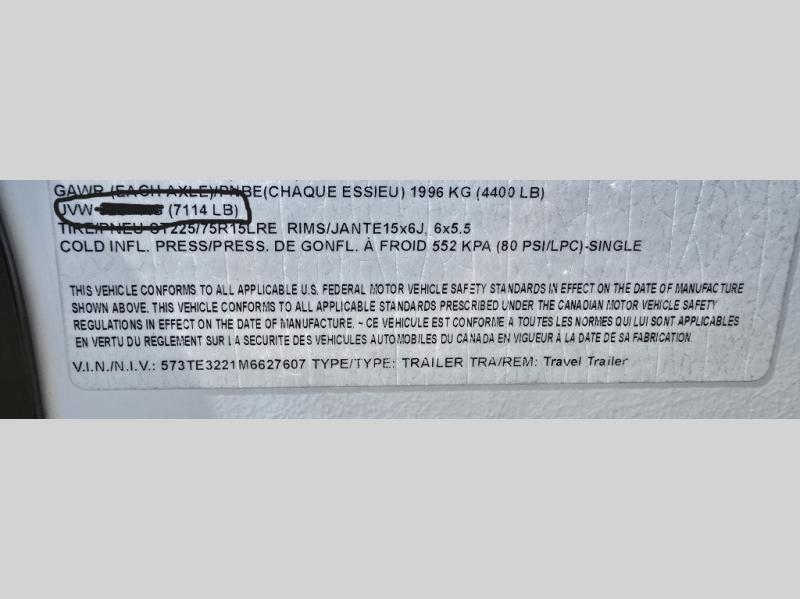 GAWR (EACH AXLE)/PNBE(CHAQUE ESSIEU) 1996 KG (4400 LB)
UVW (7114 LB)
TIRE/PNEU ST225/75R15LRE RIMS/JANTE15x6J, 6x5.5
COLD INFL. PRESS/PRESS. DE GONFL. À FROID 552 KPA (80 PSI/LPC)-SINGLE
THIS VEHICLE CONFORMS TO ALL APPLICABLE U.S. FEDERAL MOTOR VEHICLE SAFETY STANDARDS IN EFFECT ON THE DATE OF MANUFACTURE
SHOWN ABOVE. THIS VEHICLE CONFORMS TO ALL APPLICABLE STANDARDS PRESCRIBED UNDER THE CANADIAN MOTOR VEHICLE SAFETY
REGULATIONS IN EFFECT ON THE DATE OF MANUFACTURE. ~ CE VEHICULE EST CONFORME A TOUTES LES NORMES QUI LUI SONT APPLICABLES
EN VERTU DU REGLEMENT SUR LA SECURITE DES VEHICULES AUTOMOBILES DU CANADA EN VIGUEUR À LA DATE DE SA FABRICATION.
V.I.N./N.I.V.: 573TE3221M6627607 TYPE/TYPE: TRAILER TRA/REM: Travel Trailer